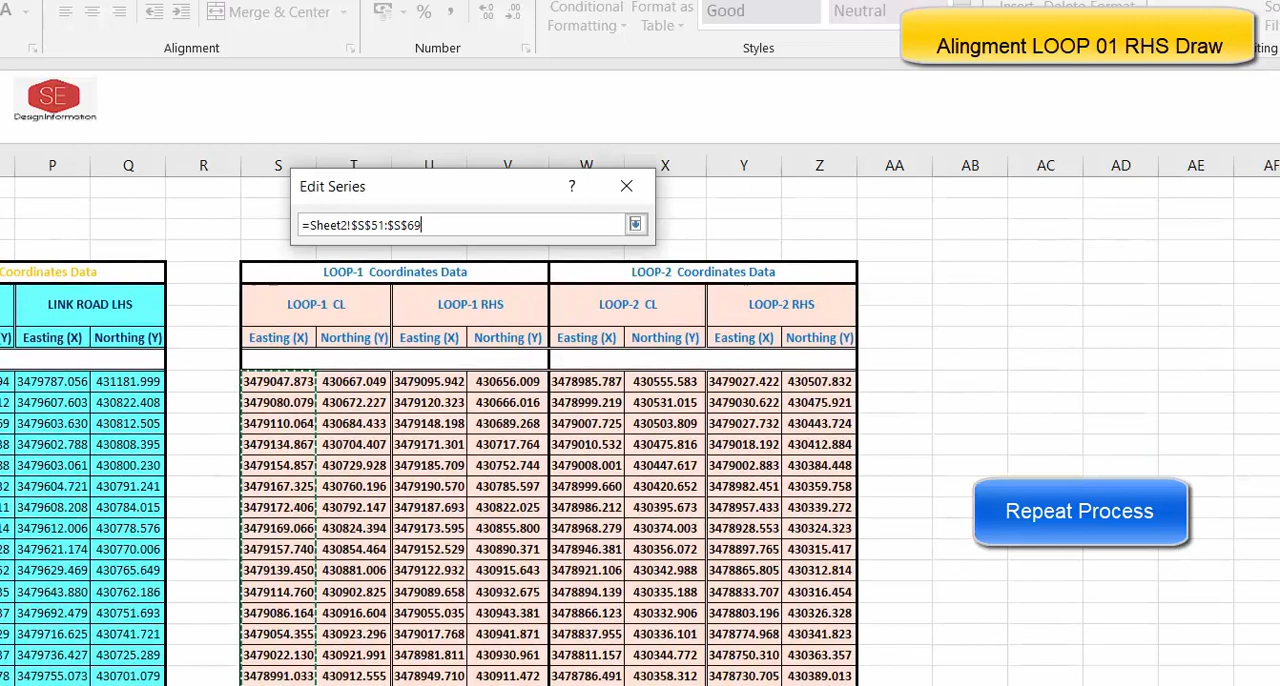 Conditional Format as
Merge & Center
%
Formatting Table
Good
Neutral
Alignment
Number
Styles
Alingment LOOP 01 RHS Draw
SE
DesignInformation
P Q R S T U V W X Y Z AA AB AC AD AE AF
Edit Series
? ×
=Sheet2!$S$51:$S$69
Coordinates Data
LOOP-1 Coordinates Data
LOOP-2 Coordinates Data
LINK ROAD LHS
LOOP-1 CL
LOOP-1 RHS
LOOP-2 CL
LOOP-2 RHS
(Y) Easting (X) Northing (Y) Easting (X) Northing (Y) Easting (X) Northing (Y) Easting (X) Northing (Y) Easting (X) Northing (Y)
94 3479787.056 431181.999 3479047.873 430667.049 3479095.942 430656.009 3478985.787 430555.583 3479027.422 430507.832
12 3479607.603 430822.408 3479080.079 430672.227 3479120.323 430666.016 3478999.219 430531.015 3479030.622 430475.921
69 3479603.630 430812.505 3479110.064 430684.433 3479148.198 430689.268 3479007.725 430503.809 3479027.732 430443.724
38 3479602.788 430808.395 3479134.867 430704.407 3479171.301 430717.764 3479010.532 430475.816 3479018.192 430412.884
88 3479603.061 430800.230 3479154.857 430729.928 3479185.709 430752.744 3479008.001 430447.617 3479002.883 430384.448
32 3479604.721 430791.241 3479167.325 430760.196 3479190.570 430785.597 3478999.660 430420.652 3478982.451 430359.758
11 3479608.208 430784.015 3479172.406 430792.147 3479187.693 430822.025 3478986.212 430395.673 3478957.433 430339.272
14 3479612.006 430778.576 3479169.066 430824.394 3479173.514 430855.800 3478968.279 430374.003 3478928.553 430324.323
28 3479621.174 430770.006 3479157.740 430854.464 3479152.529 430890.371 3478946.381 430356.072 3478897.765 430315.417
52 3479629.469 430765.649 3479139.450 430881.006 3479122.932 430915.643 3478921.106 430342.988 3478865.805 430312.814
35 3479643.880 430762.186 3479114.760 430902.825 3479089.658 430932.675 3478894.139 430335.188 3478833.707 430316.454
37 3479692.479 430751.693 3479086.164 430916.604 3479055.035 430943.381 3478866.123 430332.906 3478803.196 430326.328
29 3479716.625 430741.721 3479054.355 430923.296 3479017.768 430941.871 3478837.955 430336.101 3478774.968 430341.823
37 3479736.427 430725.289 3479022.130 430921.991 3478981.811 430930.961 3478811.157 430344.772 3478750.310 430363.357
78 3479755.073 430701.079 3478991.033 430912.555 3478949.710 430911.472 3478786.491 430358.312 3478730.705 430389.013
Repeat Process